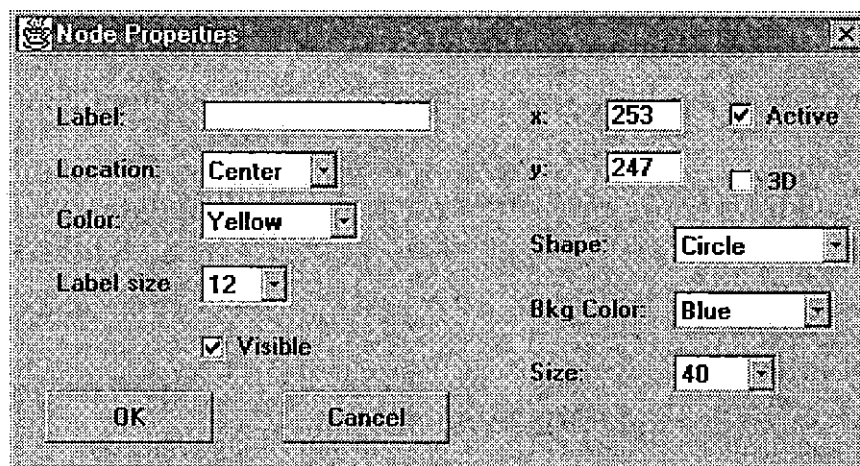 Node Properties
Label:
Location: Center
Color: Yellow
Label size 12
Visible
x: 253
y: 247
Active
3D
Shape: Circle
Bkg Color: Blue
Size: 40
OK
Cancel